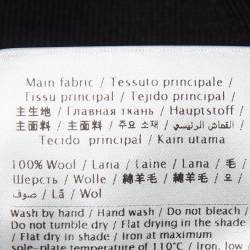 Main fabric / Tessuto principale /
Tissu principal / Tejido principal /
主生地 / Главная ткань / Hauptstoff /
主面料 / 主面料 / 주요 소재 / القماش الرئيسي /
Tecido principal / Kain utama
100% Wool / Lana / Laine / Lana / 毛
/ Шерсть / Wolle / 綿羊毛 / 綿羊毛 / 모 /
صوف / Lã / Wol
Wash by hand / Hand wash / Do not bleach /
Do not tumble dry / Flat drying in the shade /
Flat dry in shade / Iron at maximum
sole-plate temperature of 110°C / Iron, low/